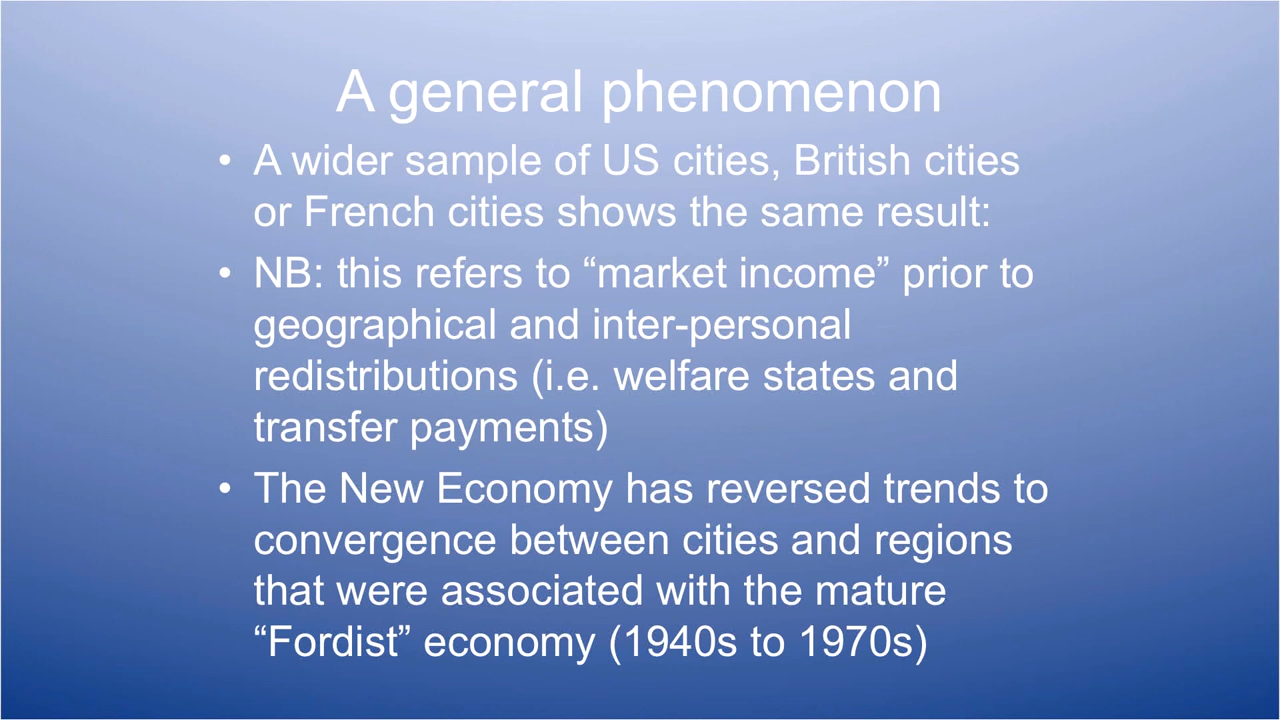 A general phenomenon
• A wider sample of US cities, British cities
or French cities shows the same result:
• NB: this refers to “market income” prior to
geographical and inter-personal
redistributions (i.e. welfare states and
transfer payments)
• The New Economy has reversed trends to
convergence between cities and regions
that were associated with the mature
“Fordist” economy (1940s to 1970s)